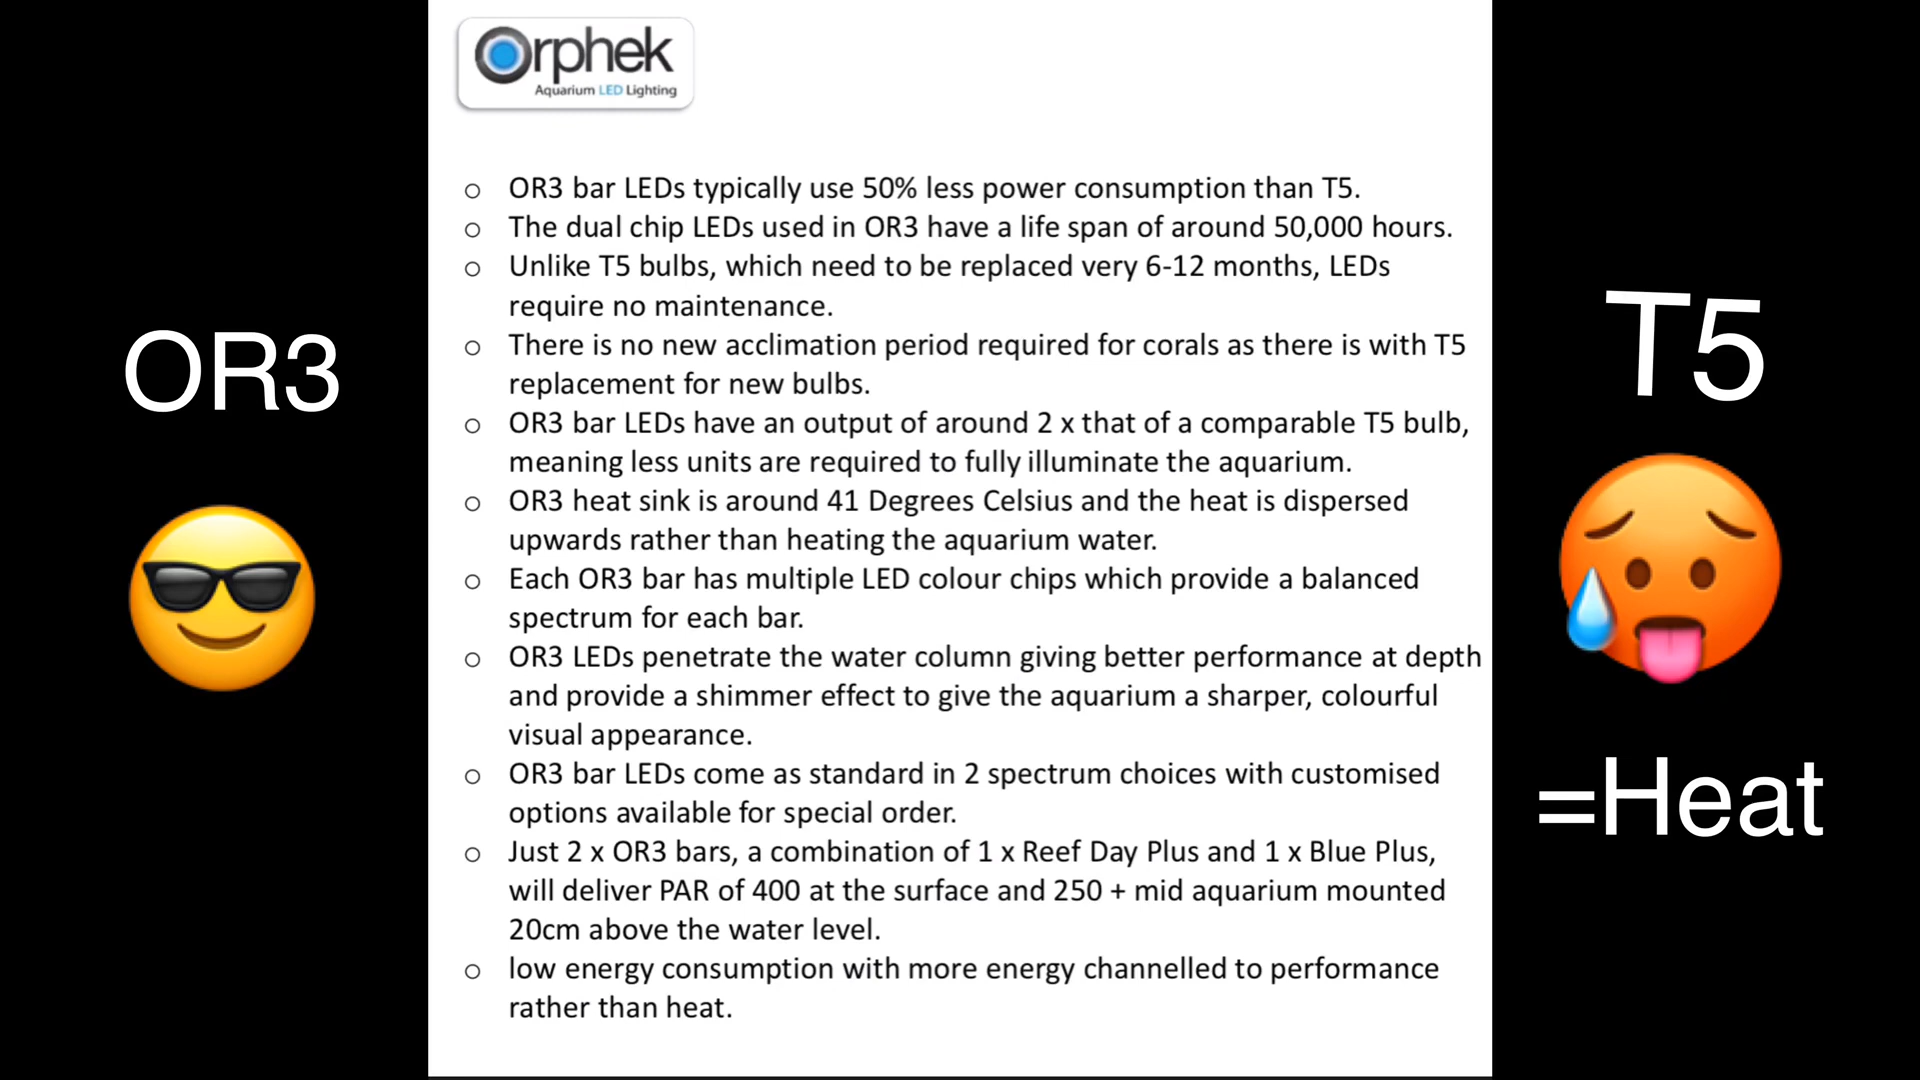 Orphek
Aquarium LED Lighting
OR3 bar LEDs typically use 50% less power consumption than T5.
The dual chip LEDs used in OR3 have a life span of around 50,000 hours.
Unlike T5 bulbs, which need to be replaced very 6-12 months, LEDs
require no maintenance.
There is no new acclimation period required for corals as there is with T5
replacement for new bulbs.
OR3 bar LEDs have an output of around 2 x that of a comparable T5 bulb,
meaning less units are required to fully illuminate the aquarium.
OR3 heat sink is around 41 Degrees Celsius and the heat is dispersed
upwards rather than heating the aquarium water.
Each OR3 bar has multiple LED colour chips which provide a balanced
spectrum for each bar.
OR3 LEDs penetrate the water column giving better performance at depth
and provide a shimmer effect to give the aquarium a sharper, colourful
visual appearance.
OR3 bar LEDs come as standard in 2 spectrum choices with customised
options available for special order.
Just 2 x OR3 bars, a combination of 1 x Reef Day Plus and 1 x Blue Plus,
will deliver PAR of 400 at the surface and 250 + mid aquarium mounted
20cm above the water level.
low energy consumption with more energy channelled to performance
rather than heat.
OR3
T5
=Heat